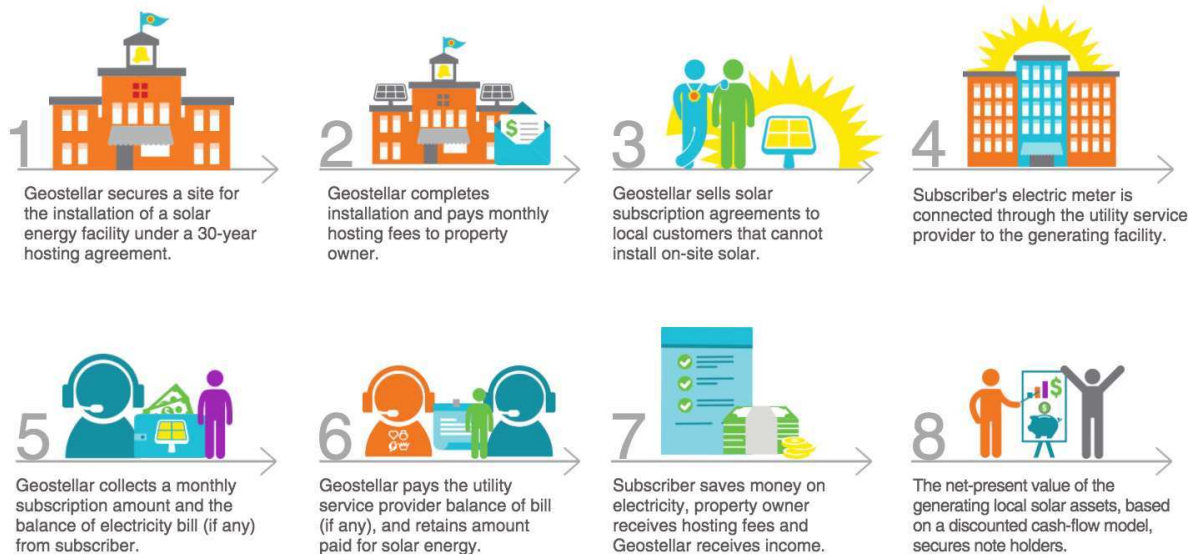 1
Geostellar secures a site for
the installation of a solar
energy facility under a 30-year
hosting agreement.
2
$
Geostellar completes
installation and pays monthly
hosting fees to property
owner.
3
Geostellar sells solar
subscription agreements to
local customers that cannot
install on-site solar.
4
Subscriber's electric meter is
connected through the utility service
provider to the generating facility.
5
Geostellar collects a monthly
subscription amount and the
balance of electricity bill (if any)
from subscriber.
6
Geostellar pays the utility
service provider balance of bill
(if any), and retains amount
paid for solar energy.
7
Subscriber saves money on
electricity, property owner
receives hosting fees and
Geostellar receives income.
8
$
$
The net-present value of the
generating local solar assets, based
on a discounted cash-flow model,
secures note holders.